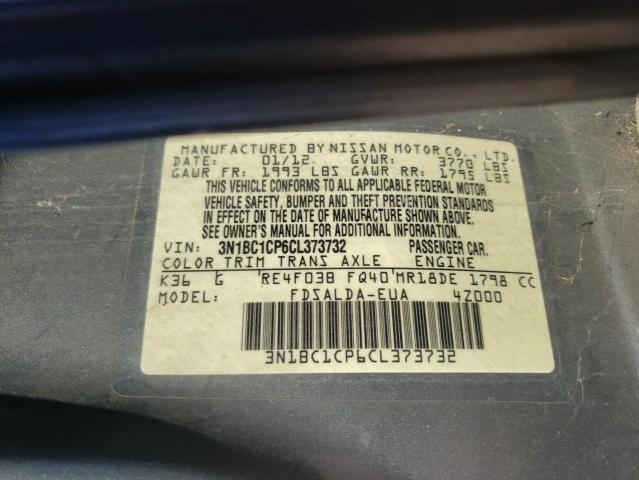 MANUFACTURED BY NISSAN MOTOR CO., LTD.
DATE: 01/12 GVWR: 3770 LBS
GAWR FR: 1993 LBS GAWR RR: 1795 LBS
THIS VEHICLE CONFORMS TO ALL APPLICABLE FEDERAL MOTOR
VEHICLE SAFETY, BUMPER AND THEFT PREVENTION STANDARDS
IN EFFECT ON THE DATE OF MANUFACTURE SHOWN ABOVE.
SEE OWNER'S MANUAL FOR ADDITIONAL INFORMATION.
VIN: 3N1BC1CP6CL373732 PASSENGER CAR.
COLOR TRIM TRANS AXLE ENGINE
K36 G RE4F03B FQ40 MR18DE 1798 CC
MODEL: FDSALDA-EUA 4Z000
3N1BC1CP6CL373732